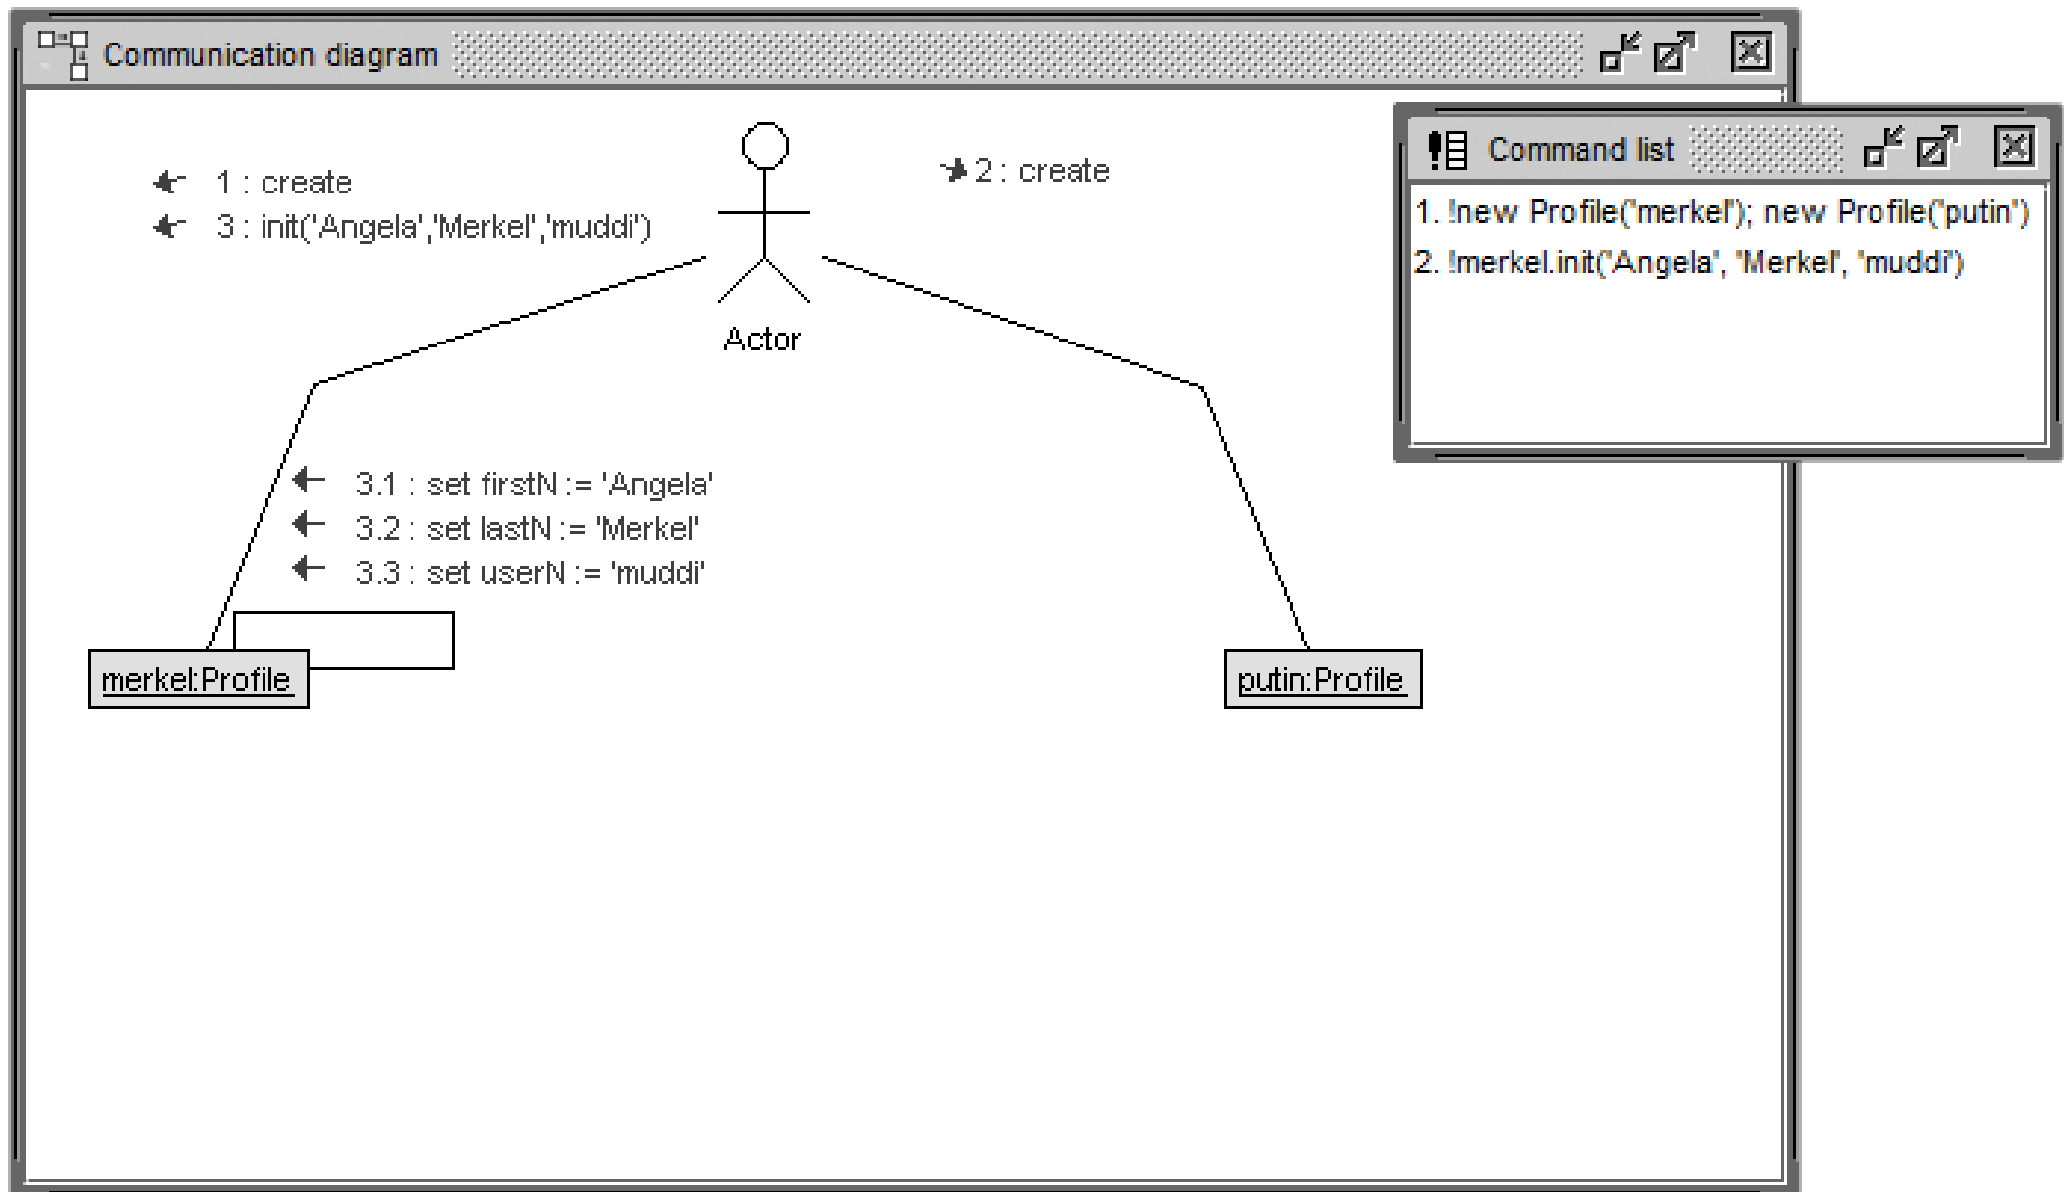 Communication diagram
1 : create
3 : init('Angela','Merkel','muddi')
2 : create
Actor
3.1 : set firstN := 'Angela'
3.2 : set lastN := 'Merkel'
3.3 : set userN := 'muddi'
merkel:Profile
putin:Profile
Command list
1. !new Profile('merkel'); new Profile('putin')
2. !merkel.init('Angela', 'Merkel', 'muddi')